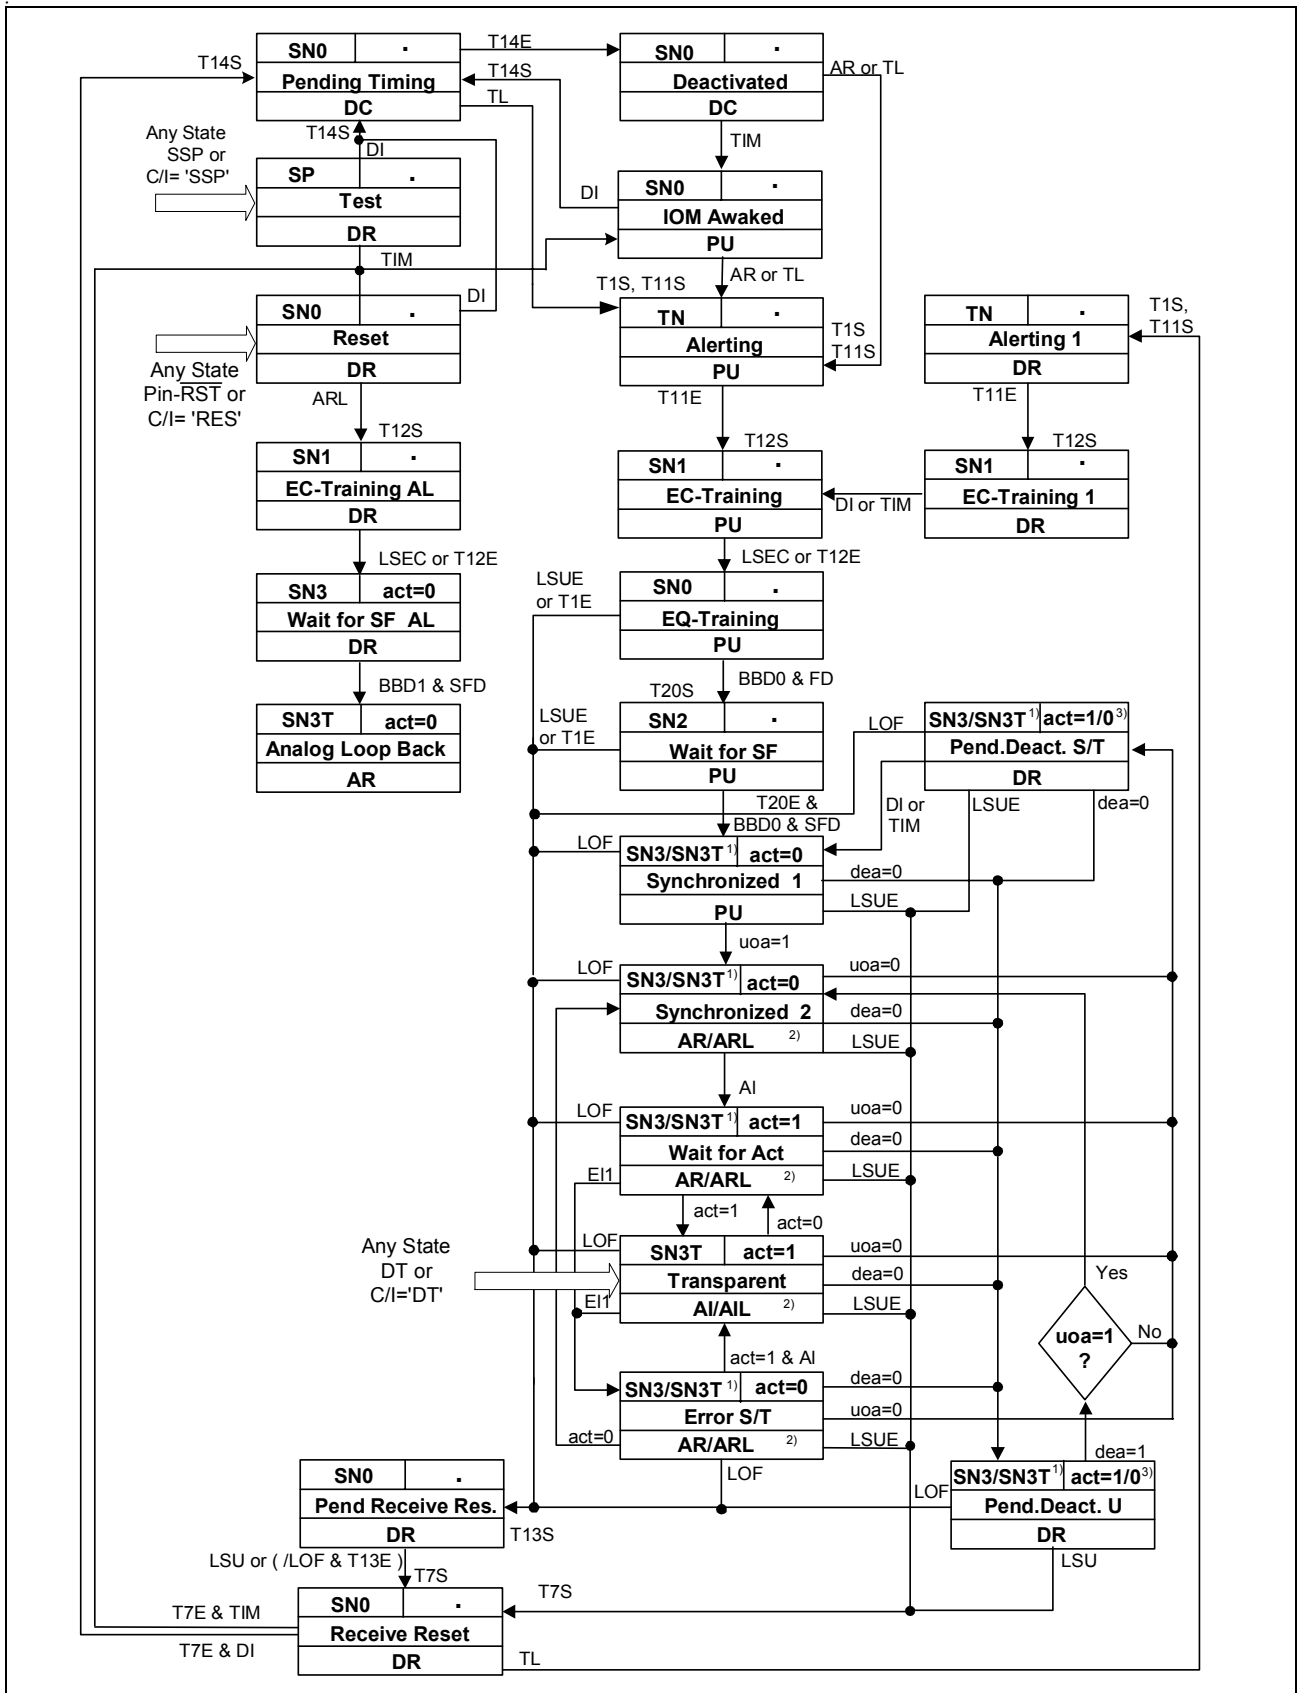 SN0 .
Pending Timing
DC
T14S
T14E
T14S
TL
SN0 .
Deactivated
DC
AR or TL
TIM
Any State
SSP or
C/I= 'SSP'
T14S
DI
SP .
Test
DR
TIM
DI
SN0 .
IOM Awaked
PU
AR or TL
T1S, T11S
DI
SN0 .
Reset
DR
Any State
Pin-RST or
C/I= 'RES'
ARL
T12S
TN .
Alerting
PU
T1S
T11S
T11E
T12S
TN .
Alerting 1
DR
T1S,
T11S
T11E
T12S
SN1 .
EC-Training AL
DR
LSEC or T12E
SN1 .
EC-Training
PU
DI or TIM
SN1 .
EC-Training 1
DR
LSEC or T12E
SN3 act=0
Wait for SF AL
DR
BBD1 & SFD
LSUE
or T1E
SN0 .
EQ-Training
PU
BBD0 & FD
T20S
SN3T act=0
Analog Loop Back
AR
LSUE
or T1E
SN2 .
Wait for SF
PU
T20E &
BBD0 & SFD
LOF
SN3/SN3T 1) act=1/0 3)
Pend.Deact. S/T
DR
DI or
TIM
LSUE
dea=0
LOF
SN3/SN3T 1) act=0
Synchronized 1
PU
dea=0
LSUE
uoa=1
LOF
SN3/SN3T 1) act=0
Synchronized 2
AR/ARL 2)
uoa=0
dea=0
LSUE
AI
LOF
SN3/SN3T 1) act=1
Wait for Act
AR/ARL 2)
uoa=0
dea=0
LSUE
EI1
act=1
act=0
Any State
DT or
C/I='DT'
LOF
SN3T act=1
Transparent
AI/AIL 2)
uoa=0
dea=0
LSUE
EI1
act=1 & AI
Yes
uoa=1
?
No
SN3/SN3T 1) act=0
Error S/T
AR/ARL 2)
dea=0
uoa=0
LSUE
act=0
LOF
dea=1
SN0 .
Pend Receive Res.
DR
T13S
LOF
SN3/SN3T 1) act=1/0 3)
Pend.Deact. U
DR
LSU
LSU or ( /LOF & T13E )
T7S
T7S
SN0 .
Receive Reset
DR
T7E & TIM
T7E & DI
TL